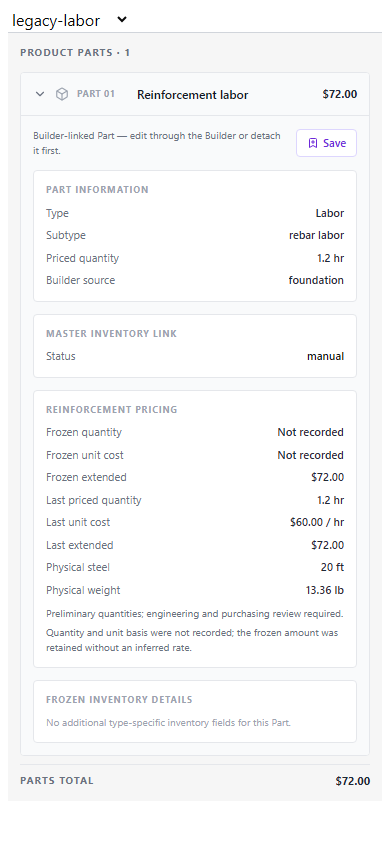 legacy-labor
PRODUCT PARTS · 1
PART 01 Reinforcement labor $72.00
Builder-linked Part — edit through the Builder or detach
it first.
Save
PART INFORMATION
Type Labor
Subtype rebar labor
Priced quantity 1.2 hr
Builder source foundation
MASTER INVENTORY LINK
Status manual
REINFORCEMENT PRICING
Frozen quantity Not recorded
Frozen unit cost Not recorded
Frozen extended $72.00
Last priced quantity 1.2 hr
Last unit cost $60.00 / hr
Last extended $72.00
Physical steel 20 ft
Physical weight 13.36 lb
Preliminary quantities; engineering and purchasing review required.
Quantity and unit basis were not recorded; the frozen amount was
retained without an inferred rate.
FROZEN INVENTORY DETAILS
No additional type-specific inventory fields for this Part.
PARTS TOTAL $72.00